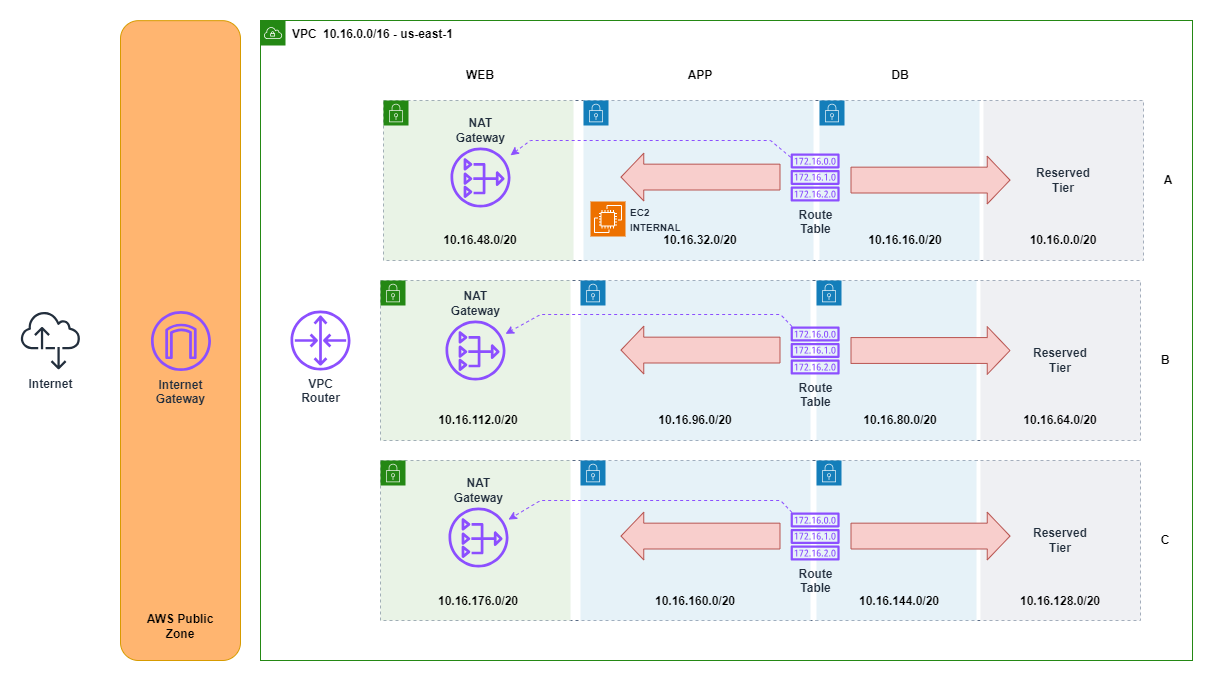 VPC 10.16.0.0/16 - us-east-1
WEB
APP
DB
NAT
Gateway
172.16.0.0
172.16.1.0
172.16.2.0
Route
Table
EC2
INTERNAL
Reserved
Tier
A
10.16.48.0/20
10.16.32.0/20
10.16.16.0/20
10.16.0.0/20
NAT
Gateway
172.16.0.0
172.16.1.0
172.16.2.0
Route
Table
Reserved
Tier
B
10.16.112.0/20
10.16.96.0/20
10.16.80.0/20
10.16.64.0/20
Internet
Internet
Gateway
VPC
Router
NAT
Gateway
172.16.0.0
172.16.1.0
172.16.2.0
Route
Table
Reserved
Tier
C
10.16.176.0/20
10.16.160.0/20
10.16.144.0/20
10.16.128.0/20
AWS Public
Zone